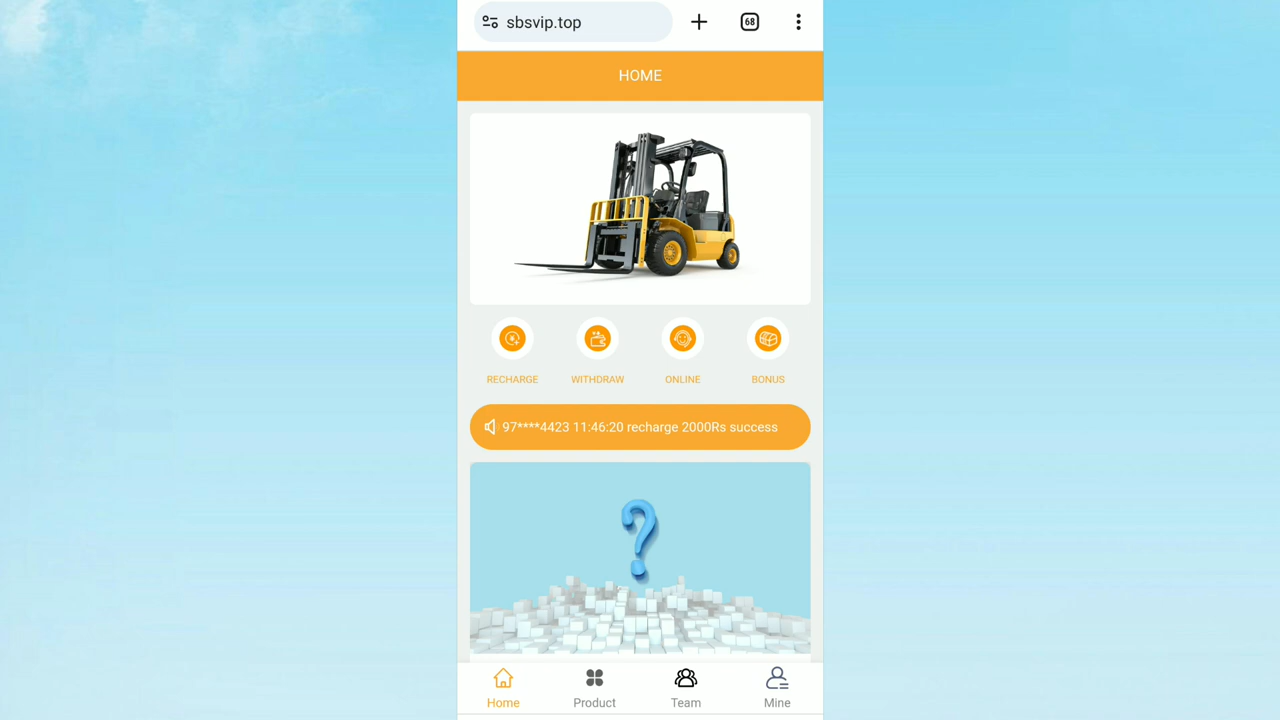 sbsvip.top
68
HOME
RECHARGE
WITHDRAW
ONLINE
BONUS
97****4423 11:46:20 recharge 2000Rs success
Home
Product
Team
Mine